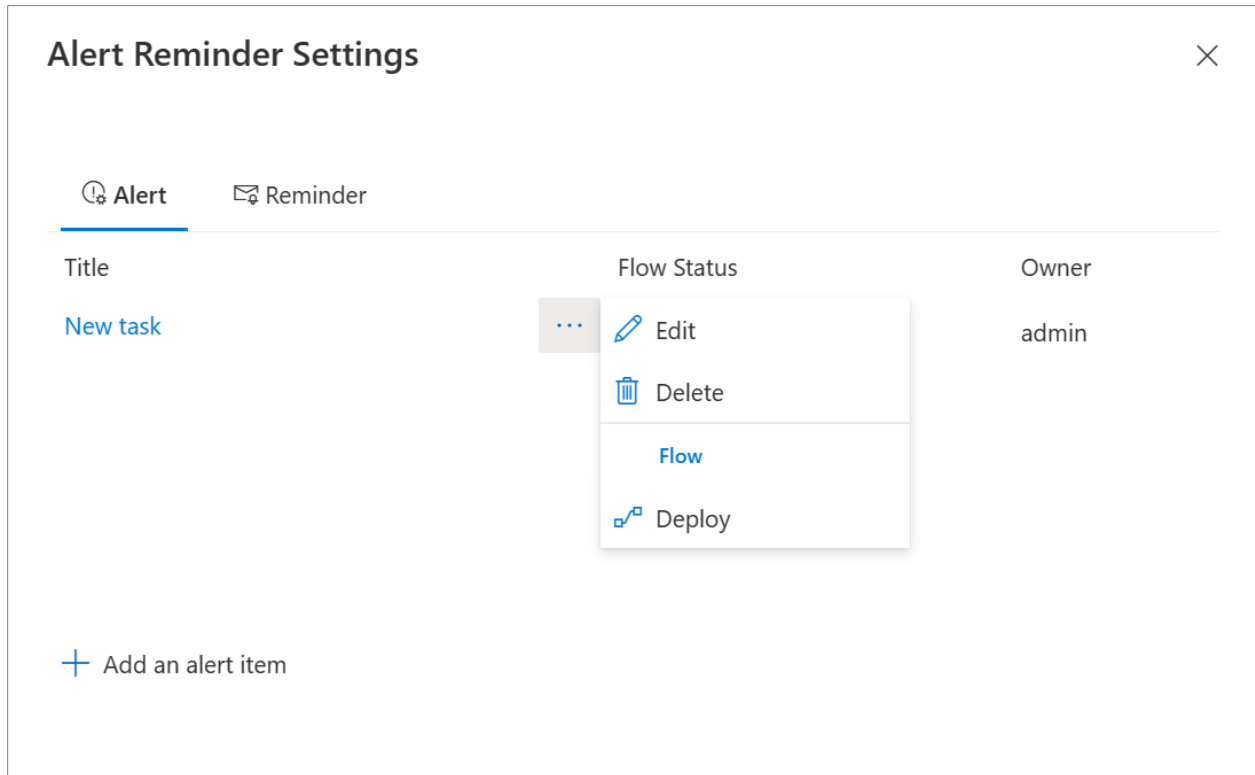 Alert Reminder Settings
Alert Reminder
Title Flow Status Owner
New task ... Edit admin
Delete
Flow
Deploy
Add an alert item